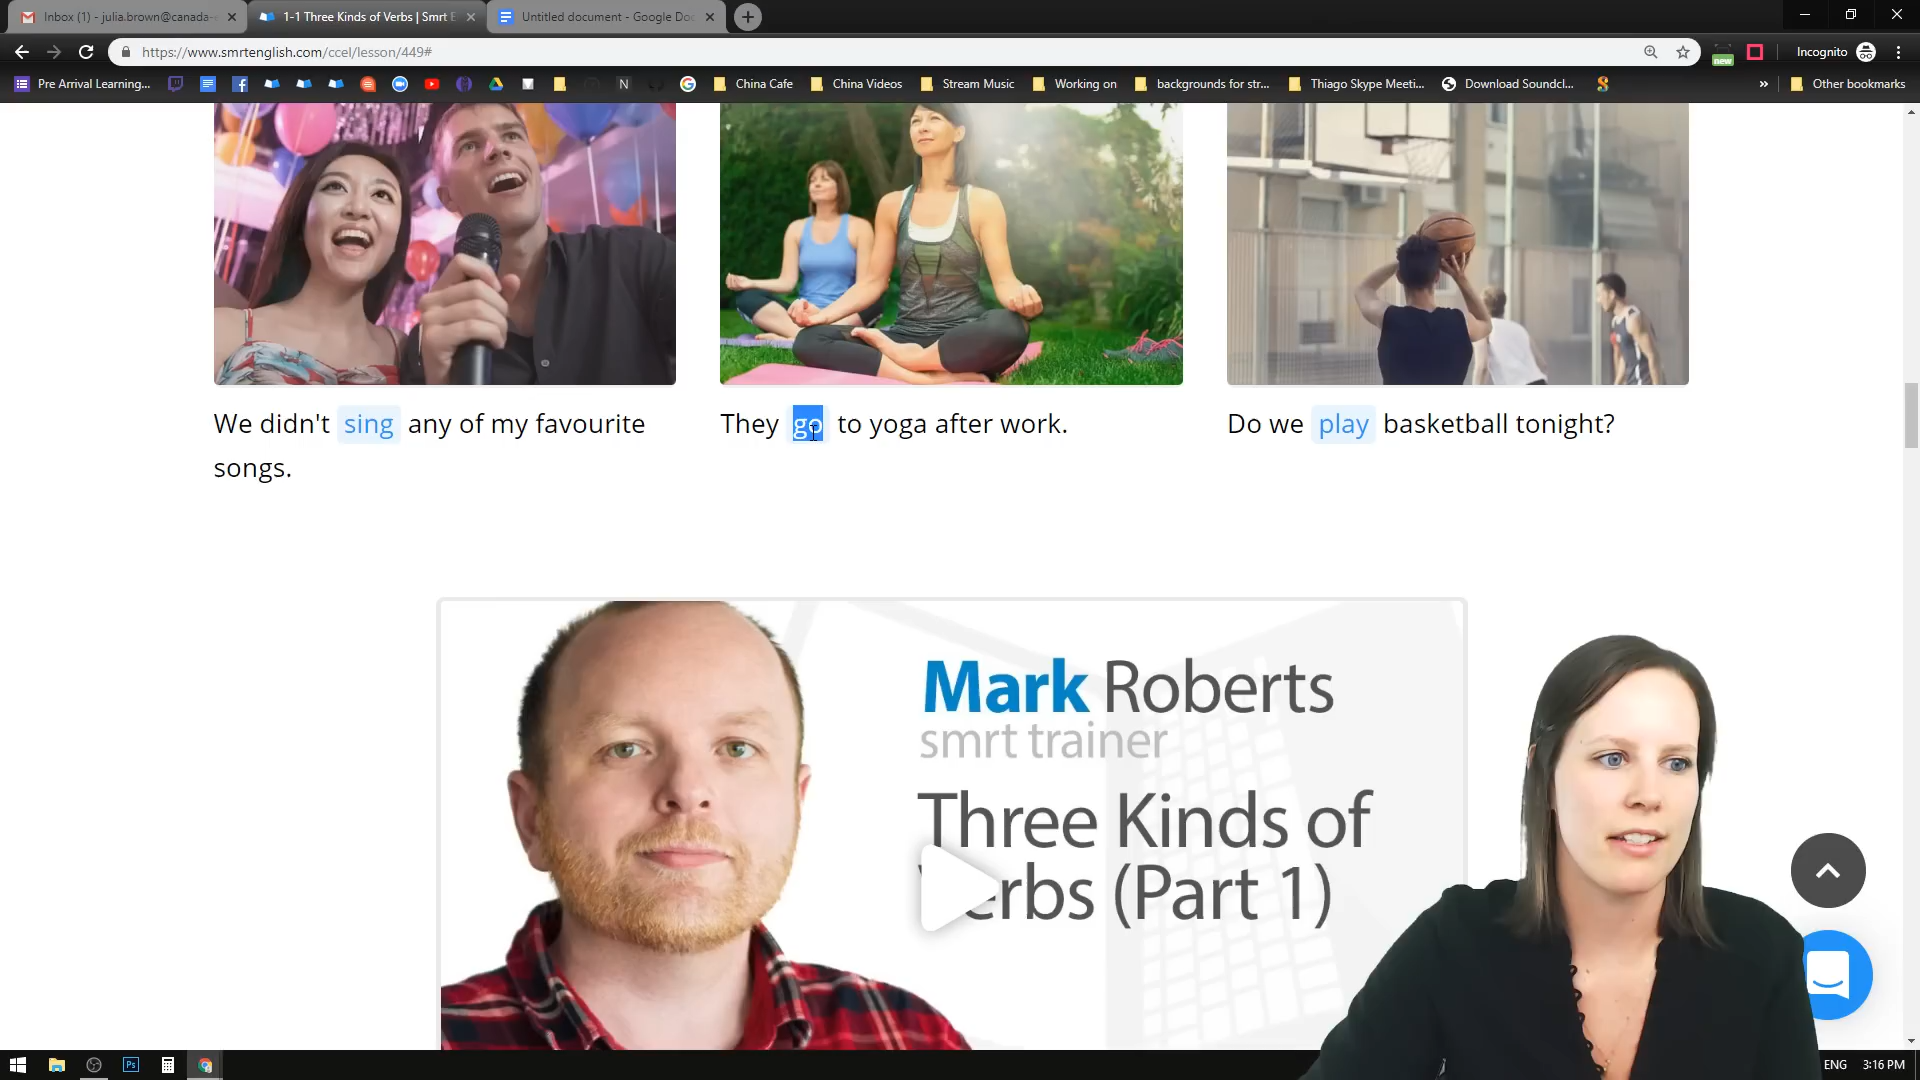 Inbox (1) - julia.brown@canada-e
1-1 Three Kinds of Verbs | Smrt E
Untitled document - Google Doc
https://www.smrtenglish.com/ccel/lesson/449#
new
Incognito
Pre Arrival Learning...
N
China Cafe
China Videos
Stream Music
Working on
backgrounds for str...
Thiago Skype Meeti...
Download Soundcl...
»
Other bookmarks
We didn't sing any of my favourite
songs.
They go to yoga after work.
Do we play basketball tonight?
Mark Roberts
smrt trainer
Three Kinds of
erbs (Part 1)
Ps
ENG
3:16 PM